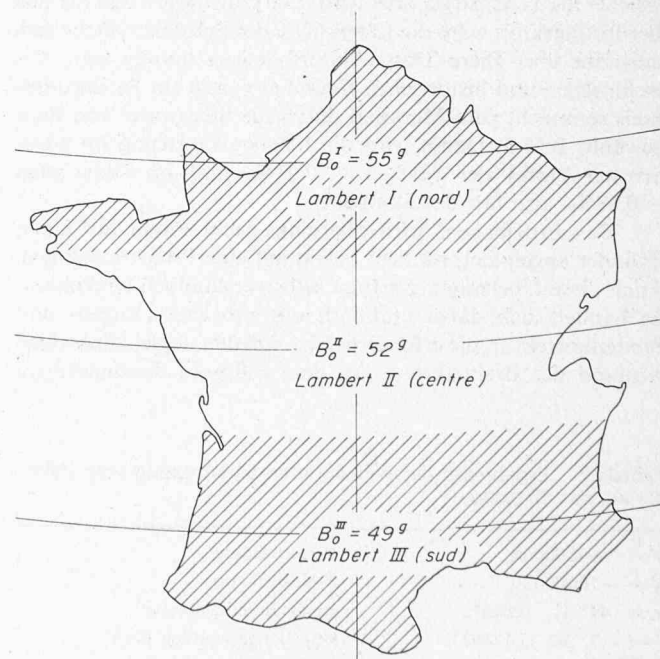 B₀ᴵ = 55ᵍ
Lambert I (nord)
B₀ᴵᴵ = 52ᵍ
Lambert II (centre)
B₀ᴵᴵᴵ = 49ᵍ
Lambert III (sud)